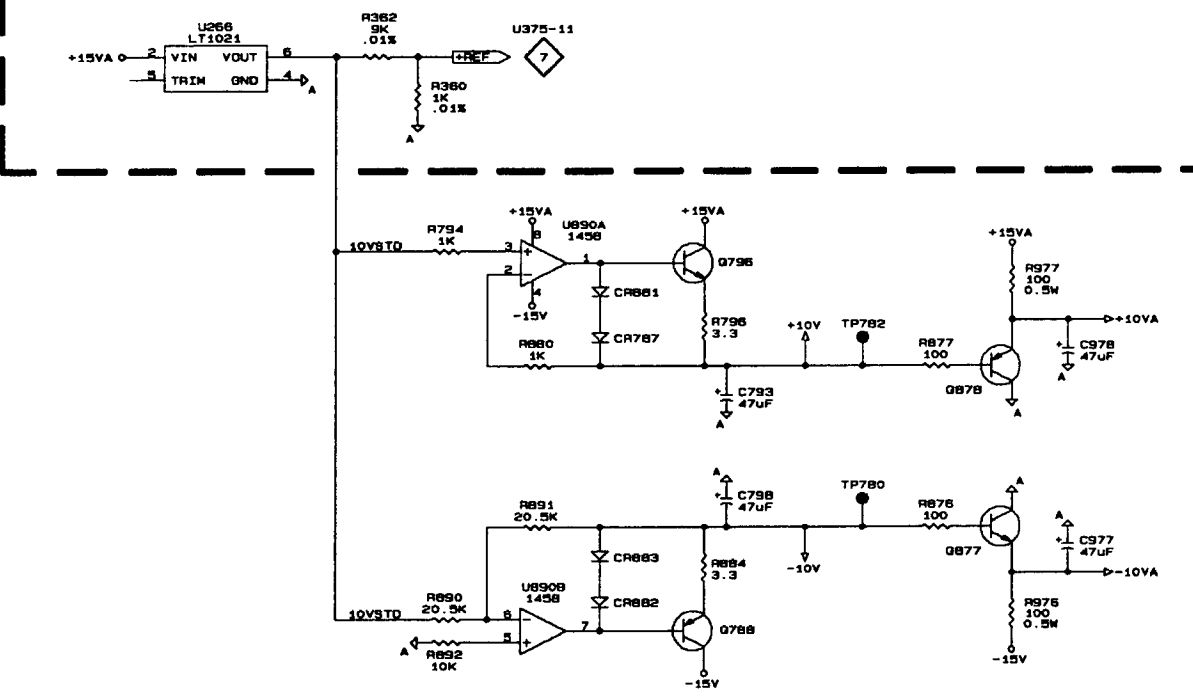 U266
LT1021
+15VA 2 VIN VOUT 6
5 TRIM GND 4 A
R362
9K
.01%
+REF
U375-11
7
R360
1K
.01%
A
10VSTD
R794
1K
+15VA
8
3 +
2 -
4
-15V
U890A
1458
1
+15VA
Q796
CR881
CR787
R796
3.3
R880
1K
C793
+
47uF
A
+10V
TP782
R877
100
Q878
A
+15VA
R977
100
0.5W
+10VA
C978
+
47uF
A
A
C798
+
47uF
R891
20.5K
TP780
R876
100
A
Q877
A
C977
+
47uF
-10VA
-10V
CR883
CR882
R884
3.3
10VSTD
R890
20.5K
6 -
5 +
U890B
1458
7
A
R892
10K
Q788
-15V
R976
100
0.5W
-15V